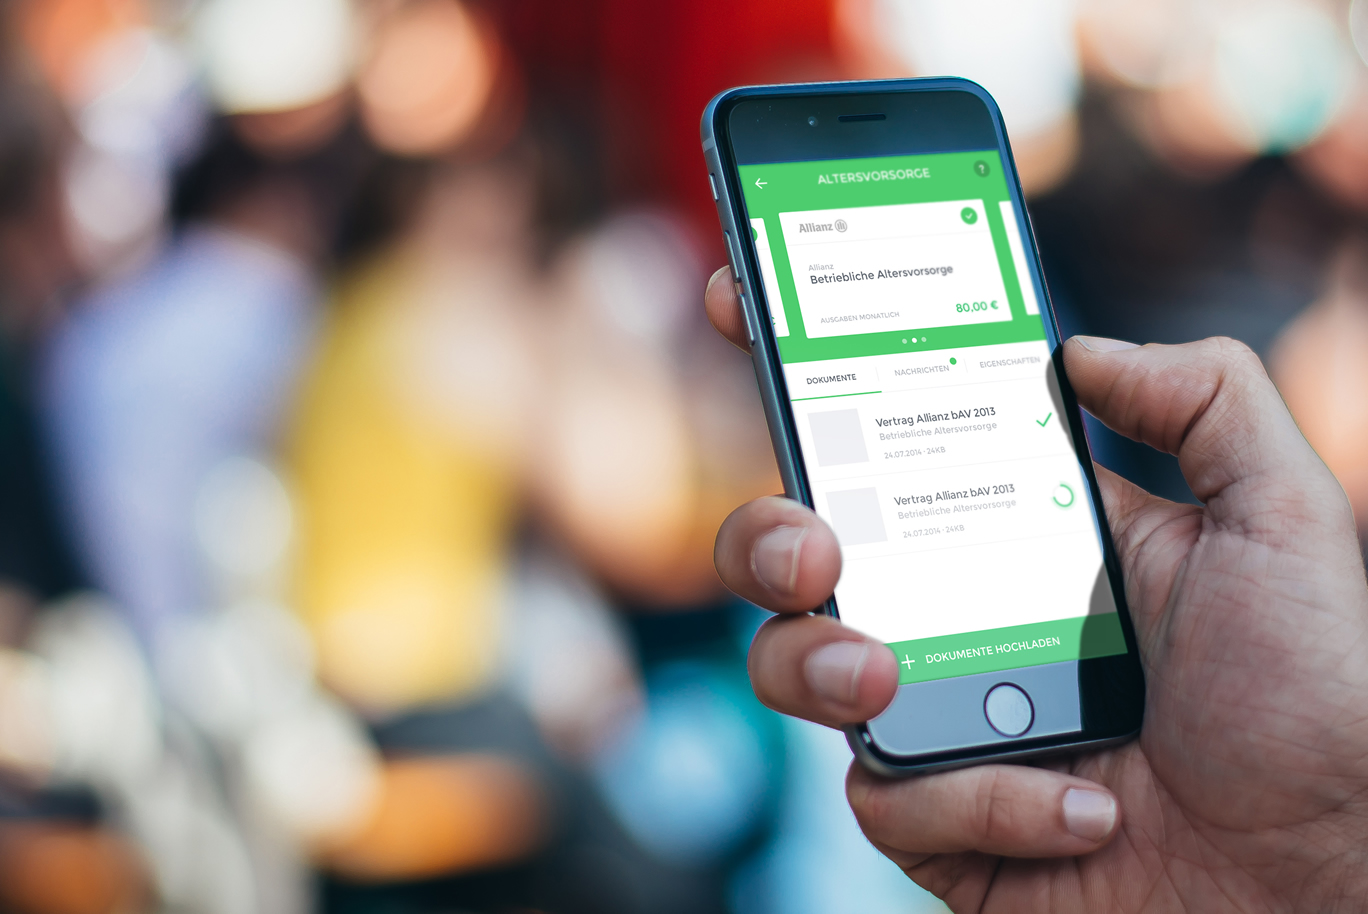 ALTERSVORSORGE
?
Allianz
Allianz
Betriebliche Altersvorsorge
AUSGABEN MONATLICH
80,00 €
DOKUMENTE
NACHRICHTEN
EIGENSCHAFTEN
Vertrag Allianz bAV 2013
Betriebliche Altersvorsorge
24.07.2014 · 24KB
Vertrag Allianz bAV 2013
Betriebliche Altersvorsorge
24.07.2014 · 24KB
+ DOKUMENTE HOCHLADEN